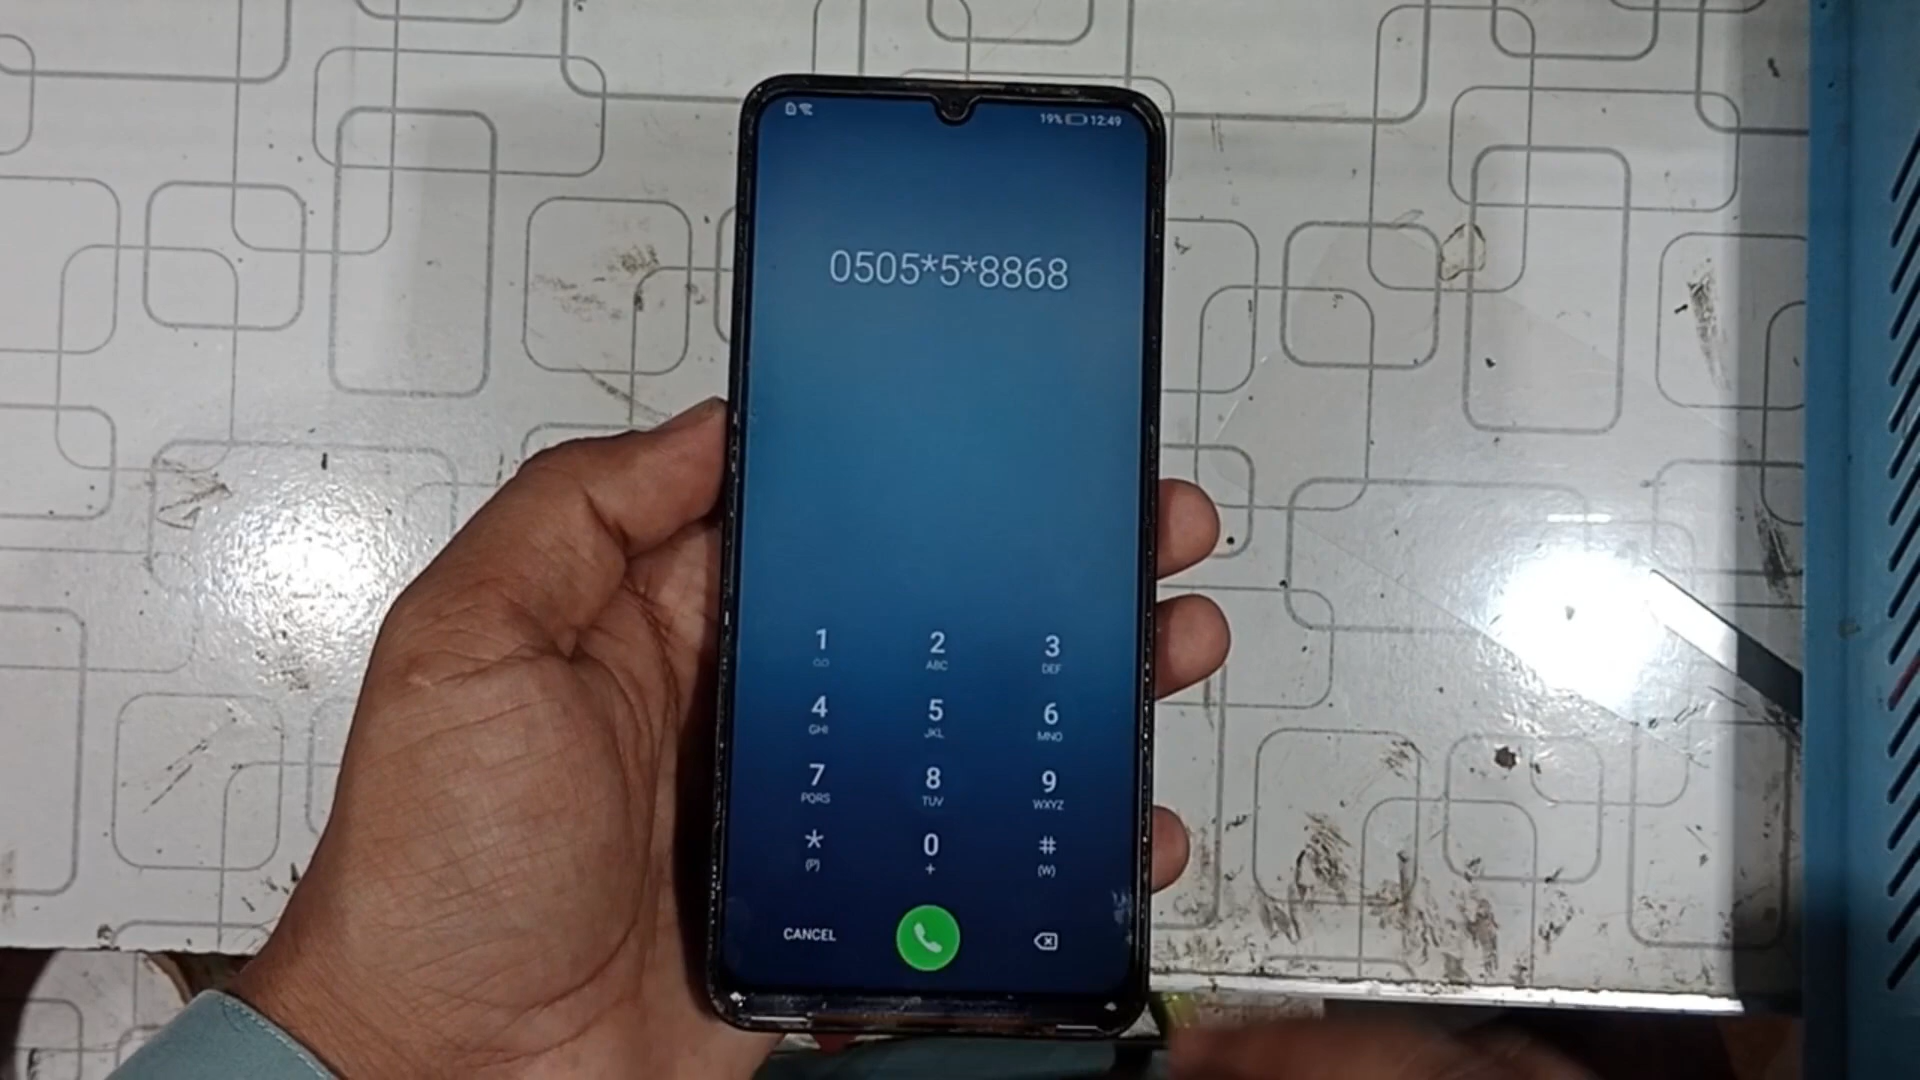 19% 12:49
0505*5*8868
1 2 3
ABC DEF
4 5 6
GHI JKL MNO
7 8 9
PQRS TUV WXYZ
* 0 #
(P) + (W)
CANCEL